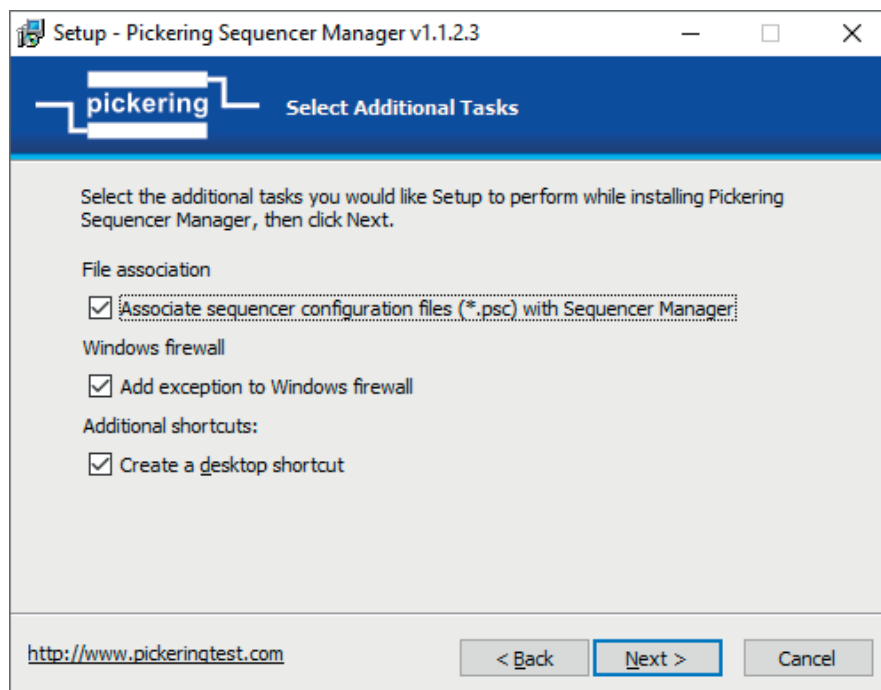 Setup - Pickering Sequencer Manager v1.1.2.3
pickering
Select Additional Tasks
Select the additional tasks you would like Setup to perform while installing Pickering
Sequencer Manager, then click Next.
File association
Associate sequencer configuration files (*.psc) with Sequencer Manager
Windows firewall
Add exception to Windows firewall
Additional shortcuts:
Create a desktop shortcut
http://www.pickeringtest.com
< Back
Next >
Cancel